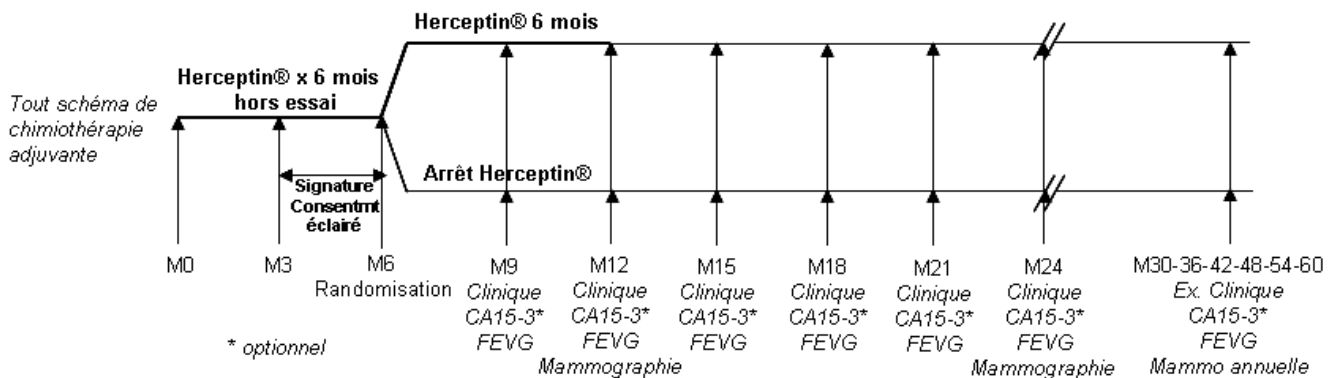 Herceptin® 6 mois
Herceptin® x 6 mois
hors essai
Tout schéma de
chimiothérapie
adjuvante
Arrêt Herceptin®
Signature
Consentmt
éclairé
M0
M3
M6
Randomisation
M9
Clinique
CA15-3*
FEVG
M12
Clinique
CA15-3*
FEVG
Mammographie
M15
Clinique
CA15-3*
FEVG
M18
Clinique
CA15-3*
FEVG
M21
Clinique
CA15-3*
FEVG
M24
Clinique
CA15-3*
FEVG
Mammographie
M30-36-42-48-54-60
Ex. Clinique
CA15-3*
FEVG
Mammo annuelle
* optionnel